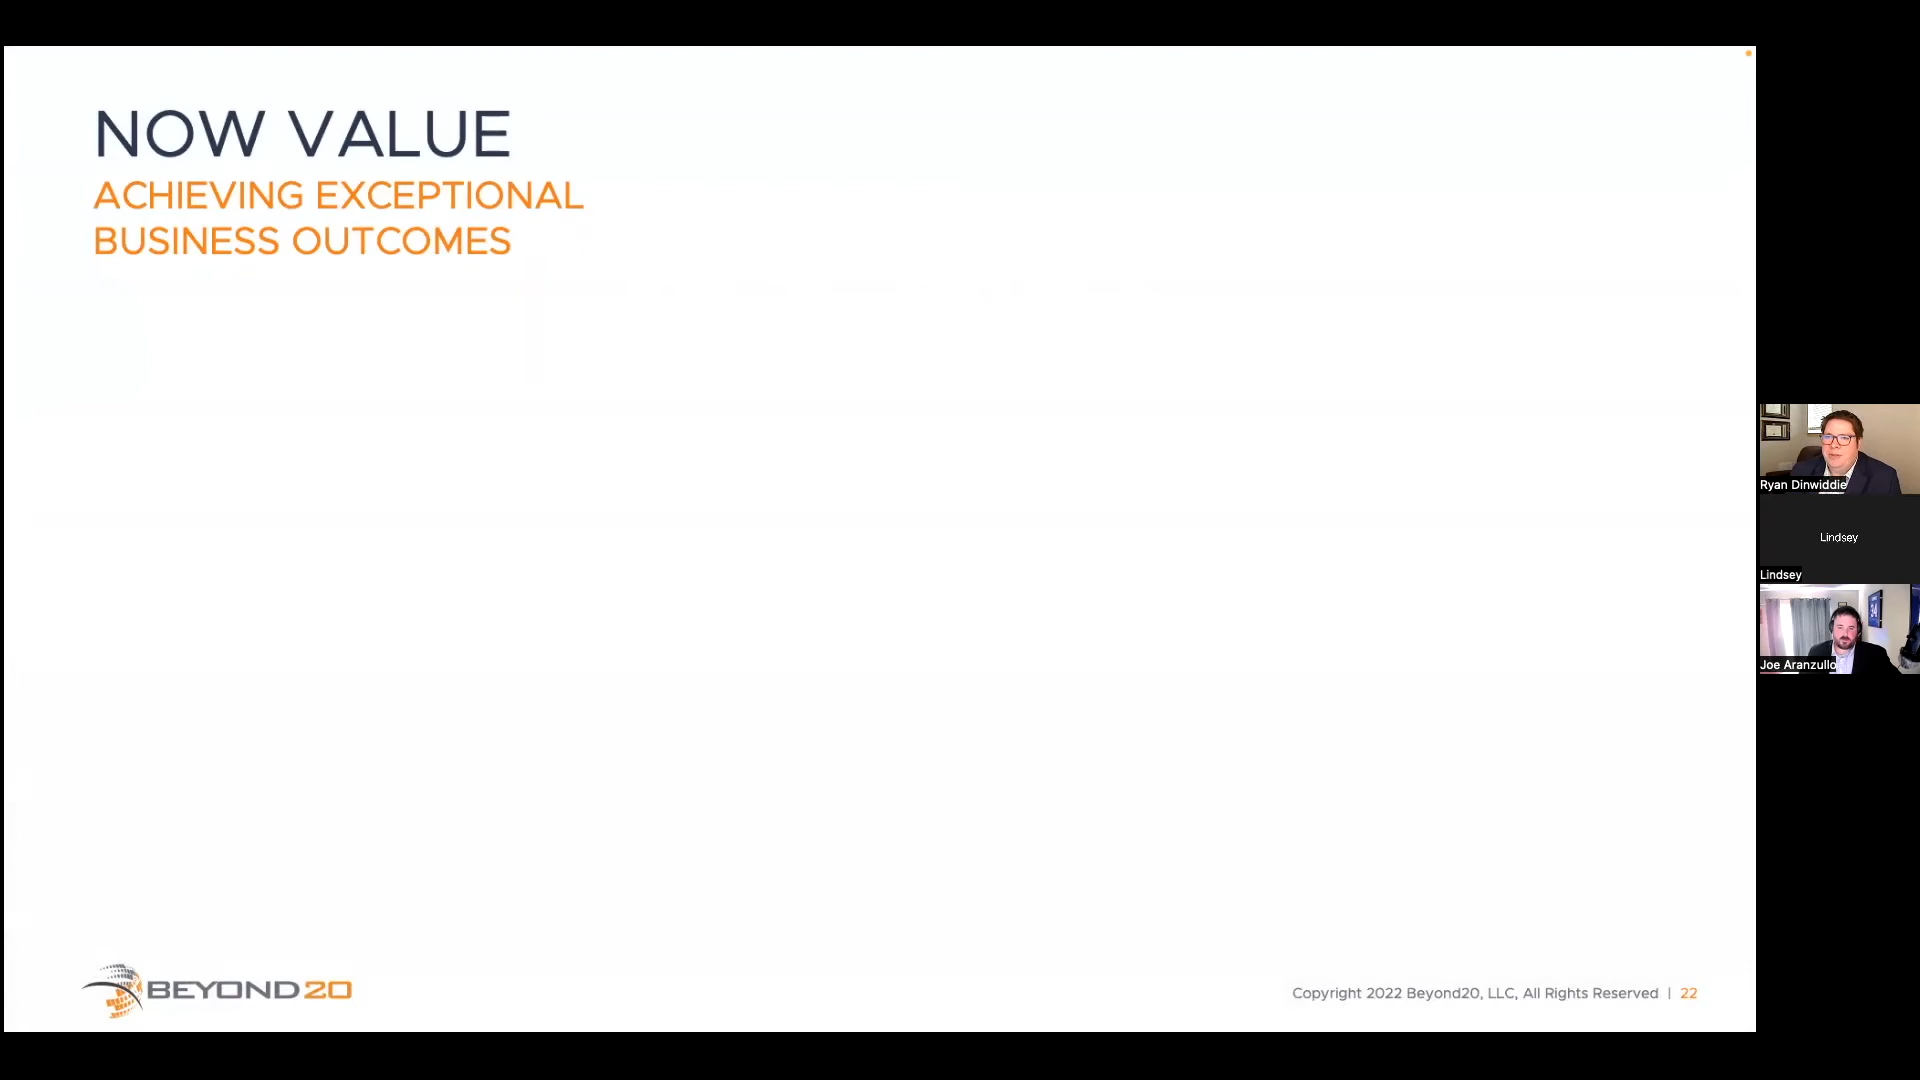 NOW VALUE
ACHIEVING EXCEPTIONAL
BUSINESS OUTCOMES
Ryan Dinwiddie
Lindsey
Lindsey
Joe Aranzullo
BEYOND20
Copyright 2022 Beyond20, LLC, All Rights Reserved | 22